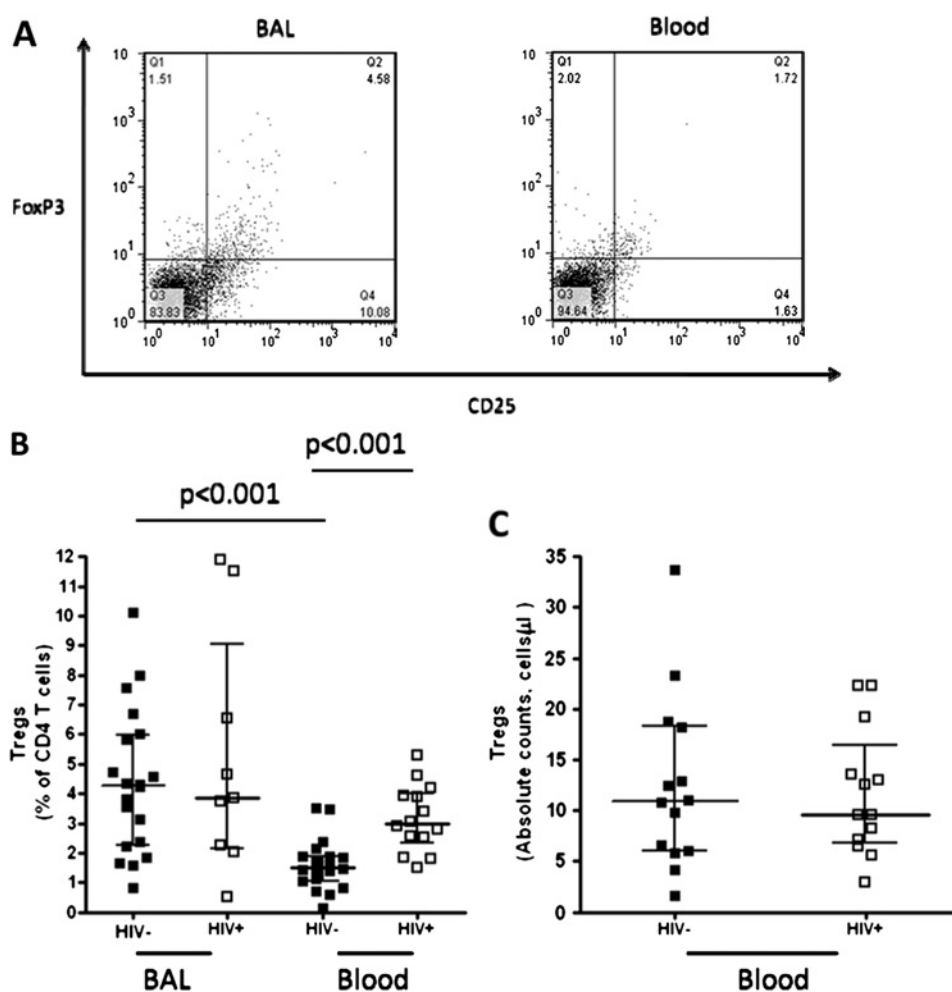 A
BAL
Blood
FoxP3
10
10³
10²
10¹
10⁰
Q1
1.51
Q2
4.58
Q3
83.83
Q4
10.08
10⁰ 10¹ 10² 10³ 10⁴
10
10³
10²
10¹
10⁰
Q1
2.02
Q2
1.72
Q3
94.64
Q4
1.63
10⁰ 10¹ 10² 10³ 10⁴
CD25
B
p<0.001
p<0.001
Tregs
(% of CD4 T cells)
12
11
10
9
8
7
6
5
4
3
2
1
0
HIV- HIV+ HIV- HIV+
BAL Blood
C
Tregs
(Absolute counts. cells/µl )
35
30
25
20
15
10
5
0
HIV- HIV+
Blood